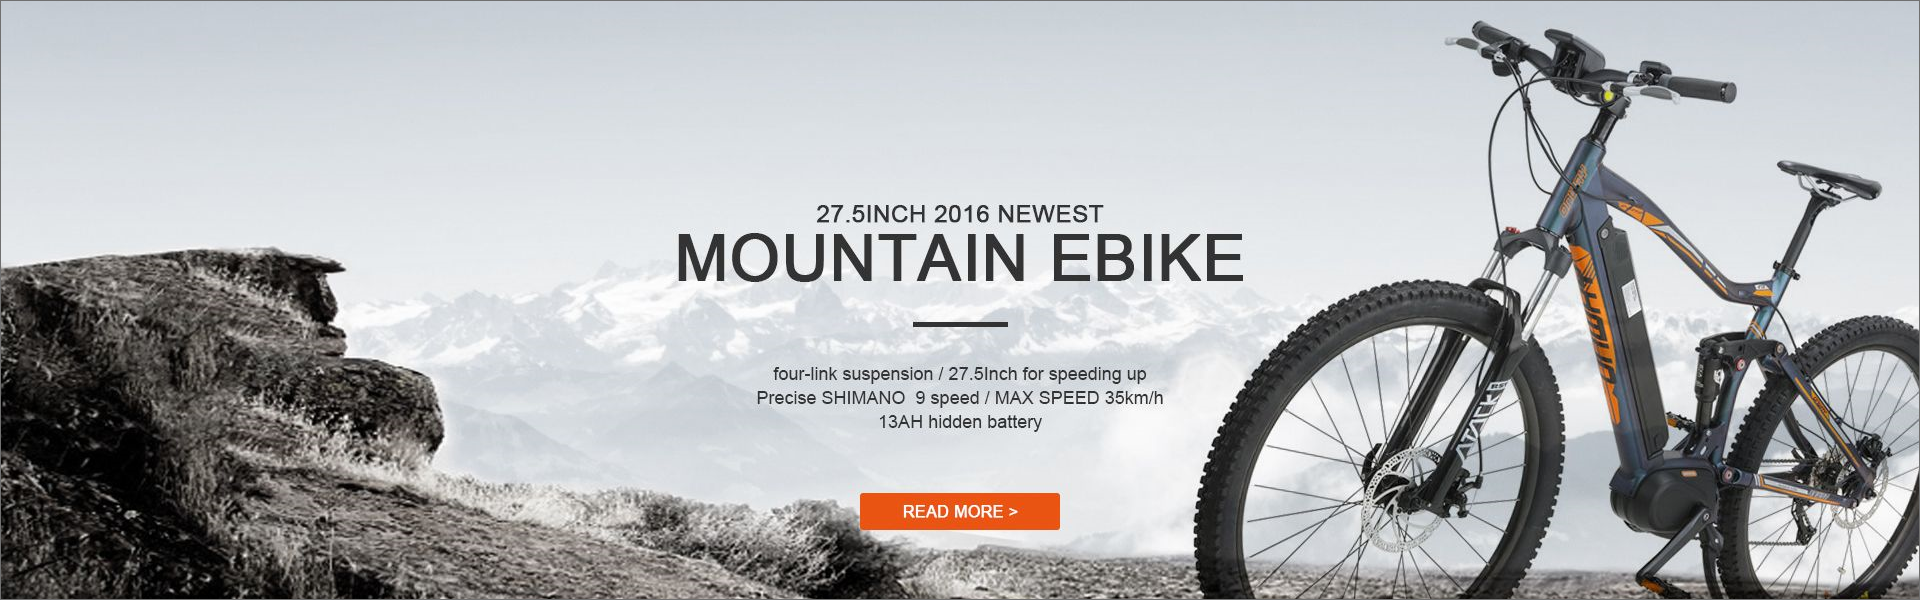 27.5INCH 2016 NEWEST
MOUNTAIN EBIKE
four-link suspension / 27.5Inch for speeding up
Precise SHIMANO  9 speed / MAX SPEED 35km/h
13AH hidden battery
READ MORE >